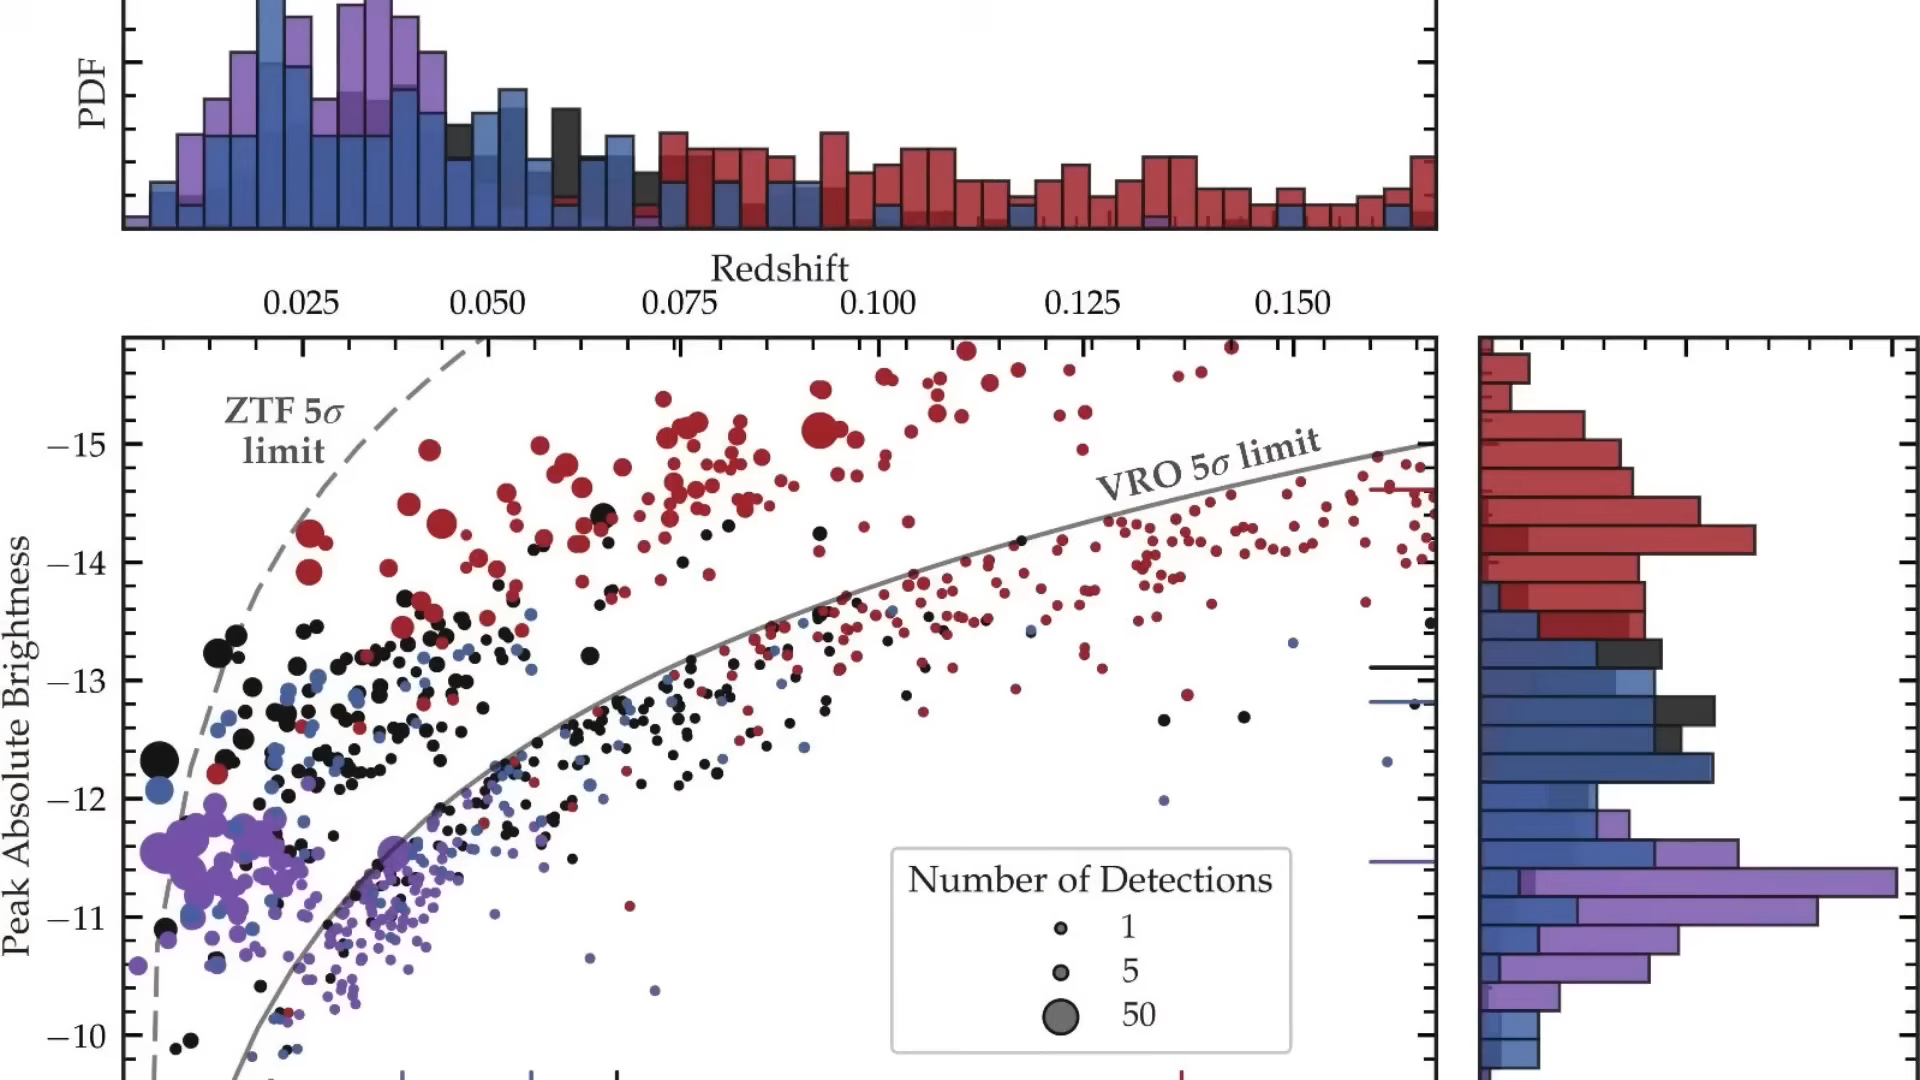 PDF
Redshift
0.025 0.050 0.075 0.100 0.125 0.150
ZTF 5σ
limit
VRO 5σ limit
Peak Absolute Brightness
−15
−14
−13
−12
−11
−10
Number of Detections
1
5
50